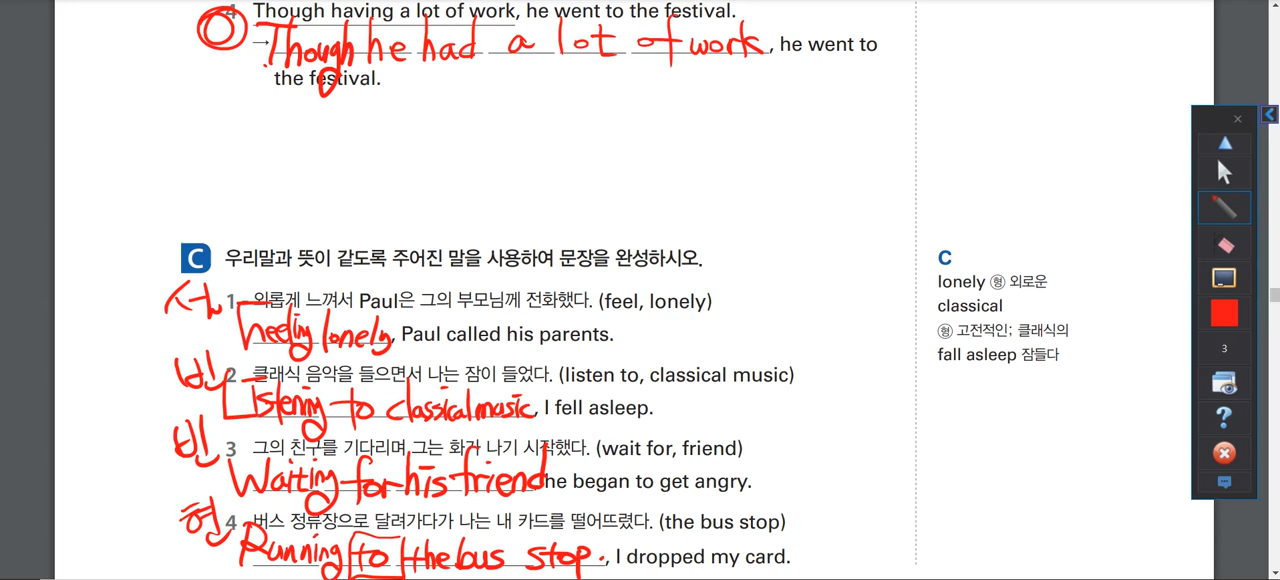 4 Though having a lot of work, he went to the festival.
→ Though he had a lot of work, he went to
the festival.
C 우리말과 뜻이 같도록 주어진 말을 사용하여 문장을 완성하시오.
C
1 외롭게 느껴서 Paul은 그의 부모님께 전화했다. (feel, lonely)
lonely 형 외로운
Feeling lonely, Paul called his parents.
classical
형 고전적인; 클래식의
2 클래식 음악을 들으면서 나는 잠이 들었다. (listen to, classical music)
fall asleep 잠들다
Listening to classical music, I fell asleep.
3 그의 친구를 기다리며 그는 화가 나기 시작했다. (wait for, friend)
Waiting for his friend he began to get angry.
현
4 버스 정류장으로 달려가다가 나는 내 카드를 떨어뜨렸다. (the bus stop)
Running to the bus stop., I dropped my card.
3